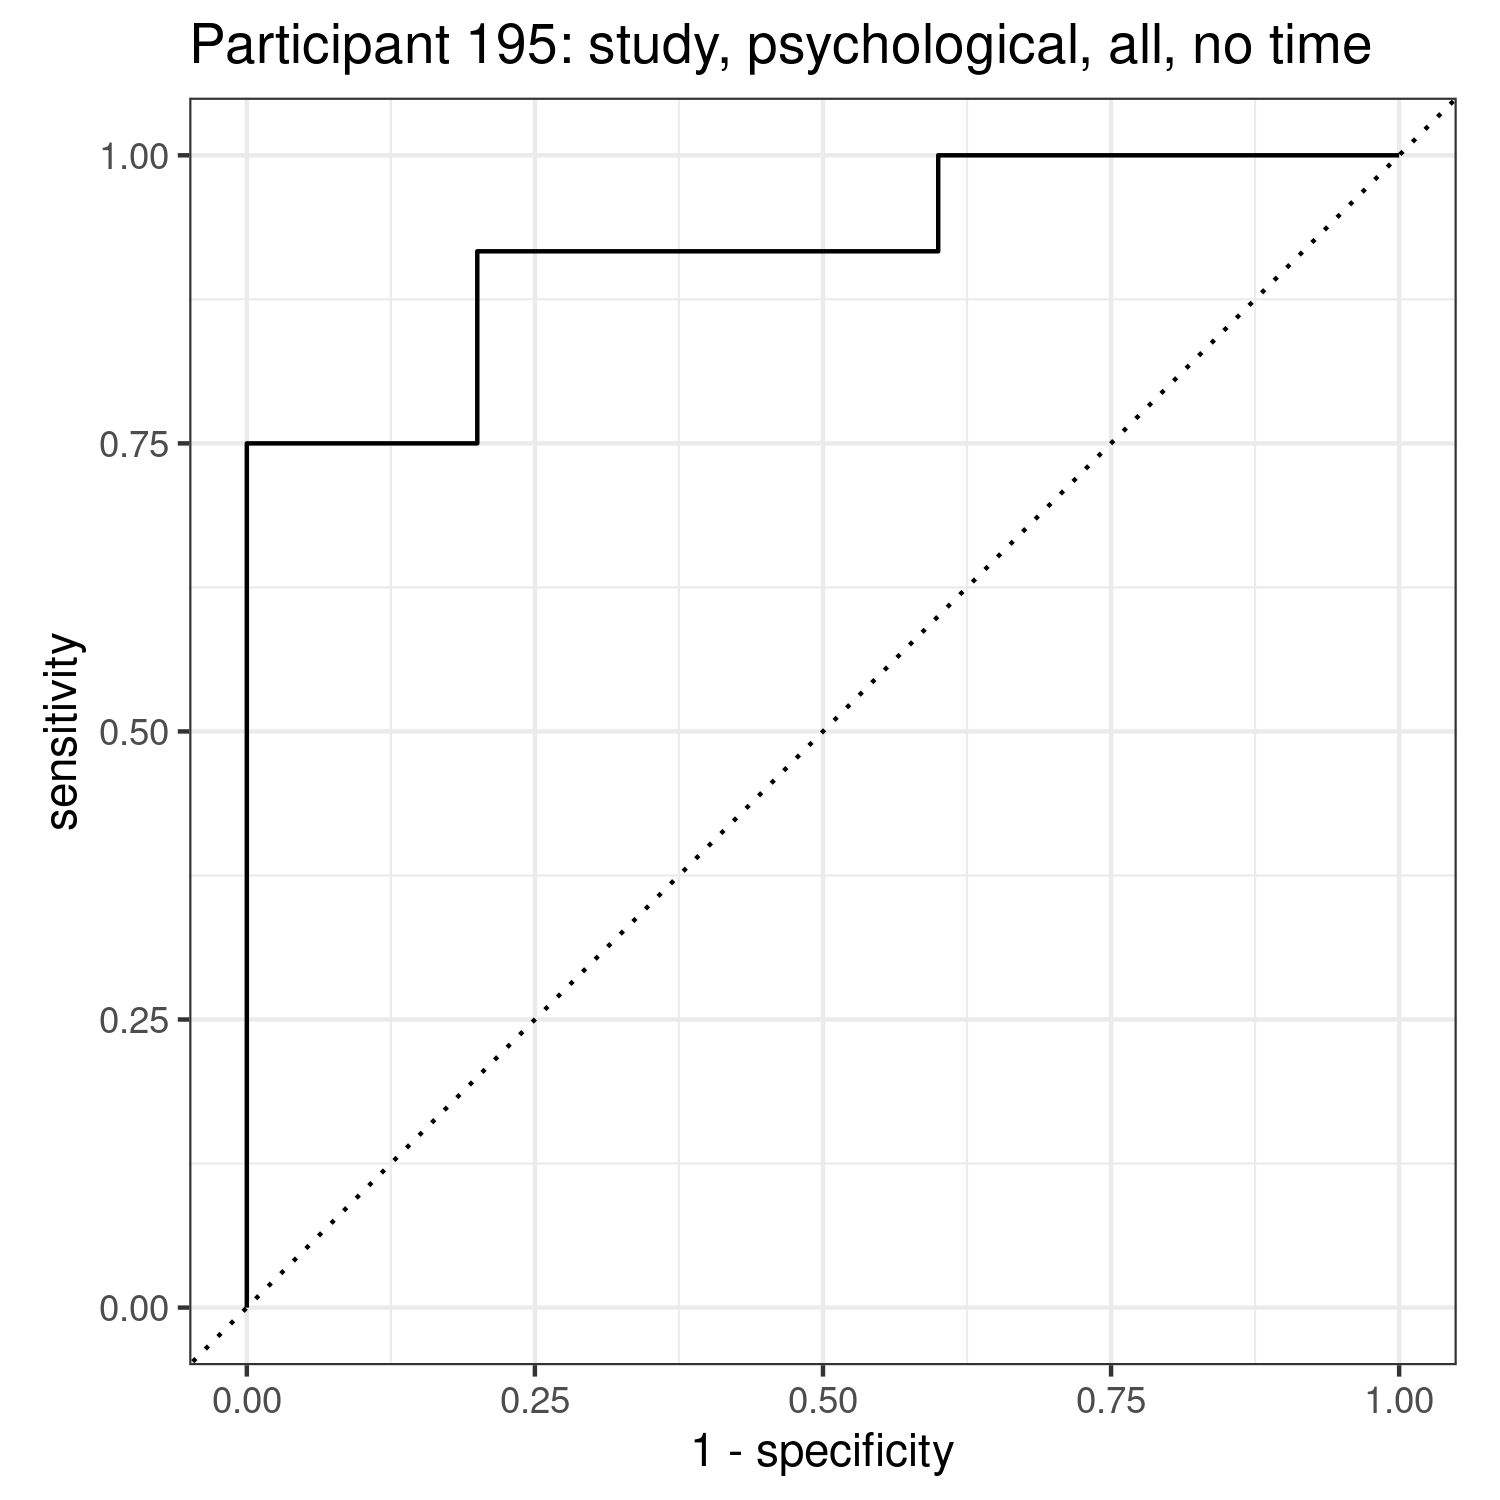 Participant 195: study, psychological, all, no time
1.00
0.75
0.50
0.25
0.00
sensitivity
0.00 0.25 0.50 0.75 1.00
1 - specificity